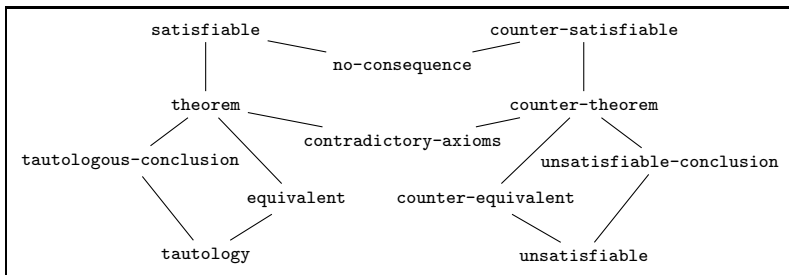 satisfiable
counter-satisfiable
no-consequence
theorem
counter-theorem
contradictory-axioms
tautologous-conclusion
unsatisfiable-conclusion
equivalent
counter-equivalent
tautology
unsatisfiable